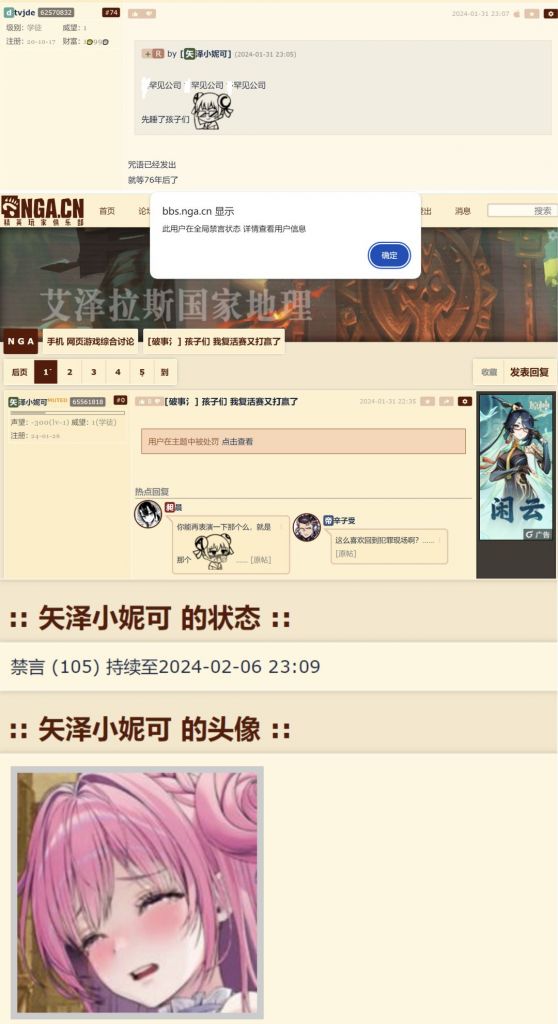 tvjde 62570832 #74
2024-01-31 23:07
级别：学徒 威望：1
注册：20-10-17 财富：
+ R by [矢泽小妮可] (2024-01-31 23:05)
罕见公司 罕见公司 罕见公司
先睡了孩子们
咒语已经发出
就等76年后了
NGA.CN
精英玩家俱乐部
首页 论坛 登出 消息 搜索
bbs.nga.cn 显示
此用户在全局禁言状态 详情查看用户信息
确定
艾泽拉斯国家地理
NGA 手机 网页游戏综合讨论 [破事氵] 孩子们 我复活赛又打赢了
后页 1 2 3 4 5 到 收藏 发表回复
矢泽小妮可 MUTED 65561818 #0
[破事氵] 孩子们 我复活赛又打赢了 2024-01-31 22:35
声望：-300(lv-1) 威望：1(学徒)
注册：24-01-26
用户在主题中被处罚 点击查看
热点回复
晨
你能再表演一下那个么，就是
那个 ...... [原帖]
帝辛子受
这么喜欢回到犯罪现场啊？......
[原帖]
原神
闲云
广告
:: 矢泽小妮可 的状态 ::
禁言 (105) 持续至2024-02-06 23:09
:: 矢泽小妮可 的头像 ::